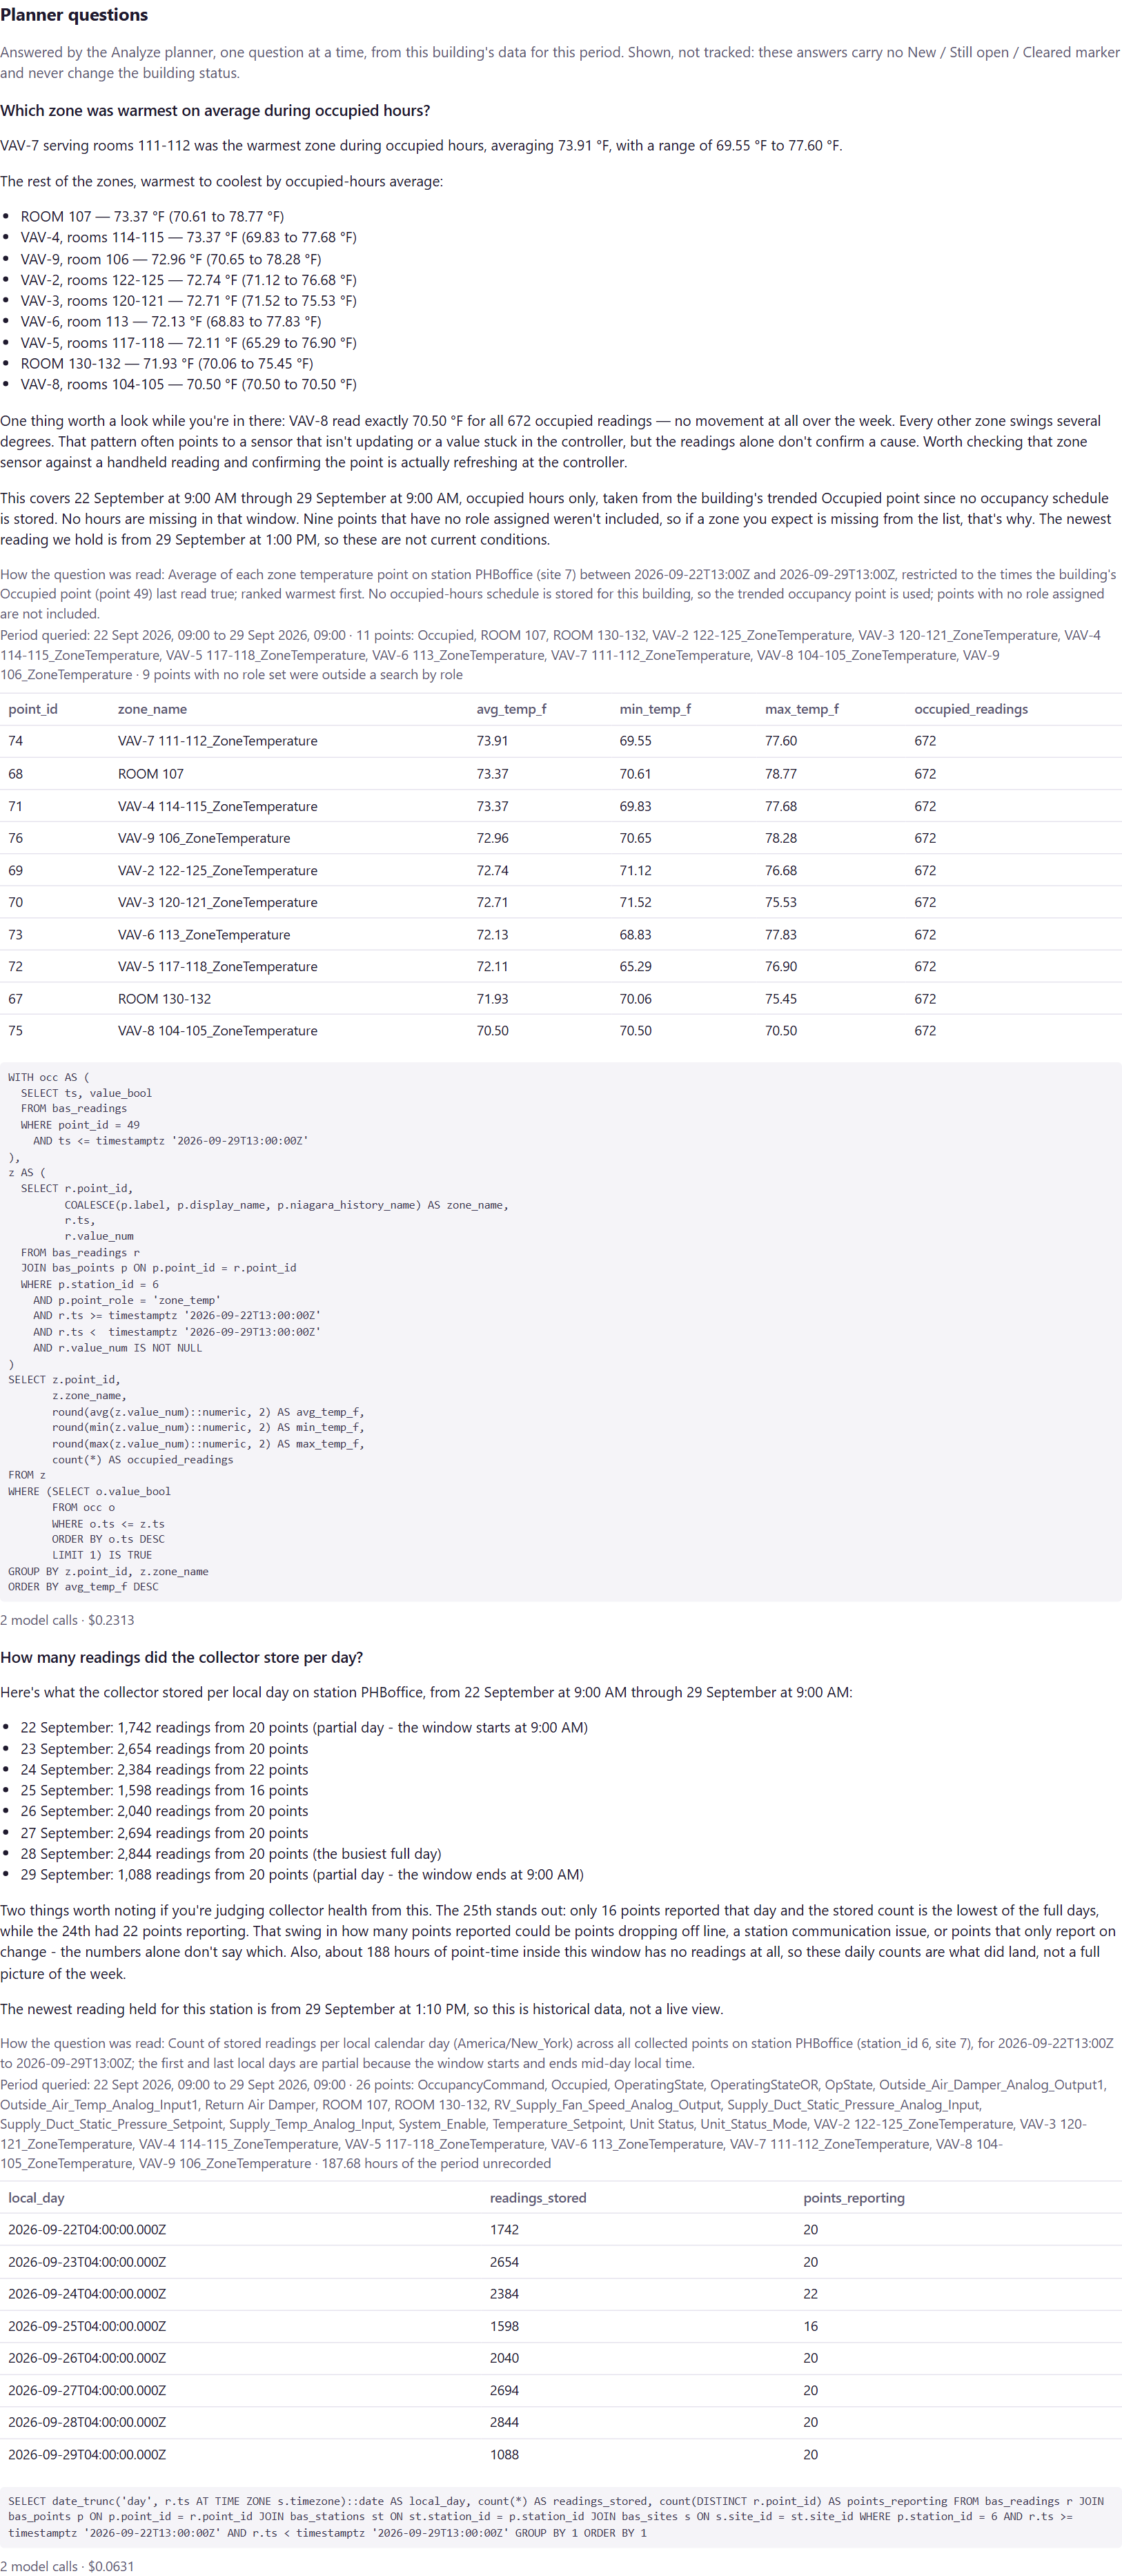 Planner questions
Answered by the Analyze planner, one question at a time, from this building's data for this period. Shown, not tracked: these answers carry no New / Still open / Cleared marker
and never change the building status.
Which zone was warmest on average during occupied hours?
VAV-7 serving rooms 111-112 was the warmest zone during occupied hours, averaging 73.91 °F, with a range of 69.55 °F to 77.60 °F.
The rest of the zones, warmest to coolest by occupied-hours average:
• ROOM 107 — 73.37 °F (70.61 to 78.77 °F)
• VAV-4, rooms 114-115 — 73.37 °F (69.83 to 77.68 °F)
• VAV-9, room 106 — 72.96 °F (70.65 to 78.28 °F)
• VAV-2, rooms 122-125 — 72.74 °F (71.12 to 76.68 °F)
• VAV-3, rooms 120-121 — 72.71 °F (71.52 to 75.53 °F)
• VAV-6, room 113 — 72.13 °F (68.83 to 77.83 °F)
• VAV-5, rooms 117-118 — 72.11 °F (65.29 to 76.90 °F)
• ROOM 130-132 — 71.93 °F (70.06 to 75.45 °F)
• VAV-8, rooms 104-105 — 70.50 °F (70.50 to 70.50 °F)
One thing worth a look while you're in there: VAV-8 read exactly 70.50 °F for all 672 occupied readings — no movement at all over the week. Every other zone swings several
degrees. That pattern often points to a sensor that isn't updating or a value stuck in the controller, but the readings alone don't confirm a cause. Worth checking that zone
sensor against a handheld reading and confirming the point is actually refreshing at the controller.
This covers 22 September at 9:00 AM through 29 September at 9:00 AM, occupied hours only, taken from the building's trended Occupied point since no occupancy schedule
is stored. No hours are missing in that window. Nine points that have no role assigned weren't included, so if a zone you expect is missing from the list, that's why. The newest
reading we hold is from 29 September at 1:00 PM, so these are not current conditions.
How the question was read: Average of each zone temperature point on station PHBoffice (site 7) between 2026-09-22T13:00Z and 2026-09-29T13:00Z, restricted to the times the building's
Occupied point (point 49) last read true; ranked warmest first. No occupied-hours schedule is stored for this building, so the trended occupancy point is used; points with no role assigned
are not included.
Period queried: 22 Sept 2026, 09:00 to 29 Sept 2026, 09:00 · 11 points: Occupied, ROOM 107, ROOM 130-132, VAV-2 122-125_ZoneTemperature, VAV-3 120-121_ZoneTemperature, VAV-4
114-115_ZoneTemperature, VAV-5 117-118_ZoneTemperature, VAV-6 113_ZoneTemperature, VAV-7 111-112_ZoneTemperature, VAV-8 104-105_ZoneTemperature, VAV-9
106_ZoneTemperature · 9 points with no role set were outside a search by role
point_id zone_name avg_temp_f min_temp_f max_temp_f occupied_readings
74 VAV-7 111-112_ZoneTemperature 73.91 69.55 77.60 672
68 ROOM 107 73.37 70.61 78.77 672
71 VAV-4 114-115_ZoneTemperature 73.37 69.83 77.68 672
76 VAV-9 106_ZoneTemperature 72.96 70.65 78.28 672
69 VAV-2 122-125_ZoneTemperature 72.74 71.12 76.68 672
70 VAV-3 120-121_ZoneTemperature 72.71 71.52 75.53 672
73 VAV-6 113_ZoneTemperature 72.13 68.83 77.83 672
72 VAV-5 117-118_ZoneTemperature 72.11 65.29 76.90 672
67 ROOM 130-132 71.93 70.06 75.45 672
75 VAV-8 104-105_ZoneTemperature 70.50 70.50 70.50 672
WITH occ AS (
SELECT ts, value_bool
FROM bas_readings
WHERE point_id = 49
AND ts <= timestamptz '2026-09-29T13:00:00Z'
),
z AS (
SELECT r.point_id,
COALESCE(p.label, p.display_name, p.niagara_history_name) AS zone_name,
r.ts,
r.value_num
FROM bas_readings r
JOIN bas_points p ON p.point_id = r.point_id
WHERE p.station_id = 6
AND p.point_role = 'zone_temp'
AND r.ts >= timestamptz '2026-09-22T13:00:00Z'
AND r.ts < timestamptz '2026-09-29T13:00:00Z'
AND r.value_num IS NOT NULL
)
SELECT z.point_id,
z.zone_name,
round(avg(z.value_num)::numeric, 2) AS avg_temp_f,
round(min(z.value_num)::numeric, 2) AS min_temp_f,
round(max(z.value_num)::numeric, 2) AS max_temp_f,
count(*) AS occupied_readings
FROM z
WHERE (SELECT o.value_bool
FROM occ o
WHERE o.ts <= z.ts
ORDER BY o.ts DESC
LIMIT 1) IS TRUE
GROUP BY z.point_id, z.zone_name
ORDER BY avg_temp_f DESC
2 model calls · $0.2313
How many readings did the collector store per day?
Here's what the collector stored per local day on station PHBoffice, from 22 September at 9:00 AM through 29 September at 9:00 AM:
• 22 September: 1,742 readings from 20 points (partial day - the window starts at 9:00 AM)
• 23 September: 2,654 readings from 20 points
• 24 September: 2,384 readings from 22 points
• 25 September: 1,598 readings from 16 points
• 26 September: 2,040 readings from 20 points
• 27 September: 2,694 readings from 20 points
• 28 September: 2,844 readings from 20 points (the busiest full day)
• 29 September: 1,088 readings from 20 points (partial day - the window ends at 9:00 AM)
Two things worth noting if you're judging collector health from this. The 25th stands out: only 16 points reported that day and the stored count is the lowest of the full days,
while the 24th had 22 points reporting. That swing in how many points reported could be points dropping off line, a station communication issue, or points that only report on
change - the numbers alone don't say which. Also, about 188 hours of point-time inside this window has no readings at all, so these daily counts are what did land, not a full
picture of the week.
The newest reading held for this station is from 29 September at 1:10 PM, so this is historical data, not a live view.
How the question was read: Count of stored readings per local calendar day (America/New_York) across all collected points on station PHBoffice (station_id 6, site 7), for 2026-09-22T13:00Z
to 2026-09-29T13:00Z; the first and last local days are partial because the window starts and ends mid-day local time.
Period queried: 22 Sept 2026, 09:00 to 29 Sept 2026, 09:00 · 26 points: OccupancyCommand, Occupied, OperatingState, OperatingStateOR, OpState, Outside_Air_Damper_Analog_Output1,
Outside_Air_Temp_Analog_Input1, Return Air Damper, ROOM 107, ROOM 130-132, RV_Supply_Fan_Speed_Analog_Output, Supply_Duct_Static_Pressure_Analog_Input,
Supply_Duct_Static_Pressure_Setpoint, Supply_Temp_Analog_Input, System_Enable, Temperature_Setpoint, Unit Status, Unit_Status_Mode, VAV-2 122-125_ZoneTemperature, VAV-3 120-
121_ZoneTemperature, VAV-4 114-115_ZoneTemperature, VAV-5 117-118_ZoneTemperature, VAV-6 113_ZoneTemperature, VAV-7 111-112_ZoneTemperature, VAV-8 104-
105_ZoneTemperature, VAV-9 106_ZoneTemperature · 187.68 hours of the period unrecorded
local_day readings_stored points_reporting
2026-09-22T04:00:00.000Z 1742 20
2026-09-23T04:00:00.000Z 2654 20
2026-09-24T04:00:00.000Z 2384 22
2026-09-25T04:00:00.000Z 1598 16
2026-09-26T04:00:00.000Z 2040 20
2026-09-27T04:00:00.000Z 2694 20
2026-09-28T04:00:00.000Z 2844 20
2026-09-29T04:00:00.000Z 1088 20
SELECT date_trunc('day', r.ts AT TIME ZONE s.timezone)::date AS local_day, count(*) AS readings_stored, count(DISTINCT r.point_id) AS points_reporting FROM bas_readings r JOIN
bas_points p ON p.point_id = r.point_id JOIN bas_stations st ON st.station_id = p.station_id JOIN bas_sites s ON s.site_id = st.site_id WHERE p.station_id = 6 AND r.ts >=
timestamptz '2026-09-22T13:00:00Z' AND r.ts < timestamptz '2026-09-29T13:00:00Z' GROUP BY 1 ORDER BY 1
2 model calls · $0.0631